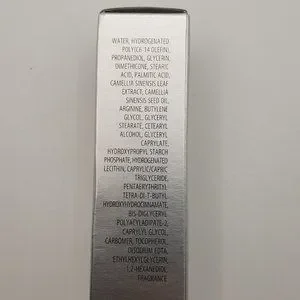 WATER, HYDROGENATED
POLY(C6-14 OLEFIN),
PROPANEDIOL, GLYCERIN,
DIMETHICONE, STEARIC
ACID, PALMITIC ACID,
CAMELLIA SINENSIS LEAF
EXTRACT, CAMELLIA
SINENSIS SEED OIL,
ARGININE, BUTYLENE
GLYCOL, GLYCERYL
STEARATE, CETEARYL
ALCOHOL, GLYCERYL
CAPRYLATE,
HYDROXYPROPYL STARCH
PHOSPHATE, HYDROGENATED
LECITHIN, CAPRYLIC/CAPRIC
TRIGLYCERIDE,
PENTAERYTHRITYL
TETRA-DI-T-BUTYL
HYDROXYHYDROCINNAMATE,
BIS-DIGLYCERYL
POLYACYLADIPATE-2,
CAPRYLYL GLYCOL,
CARBOMER, TOCOPHEROL,
DISODIUM EDTA,
ETHYLHEXYLGLYCERIN,
1,2-HEXANEDIOL,
FRAGRANCE